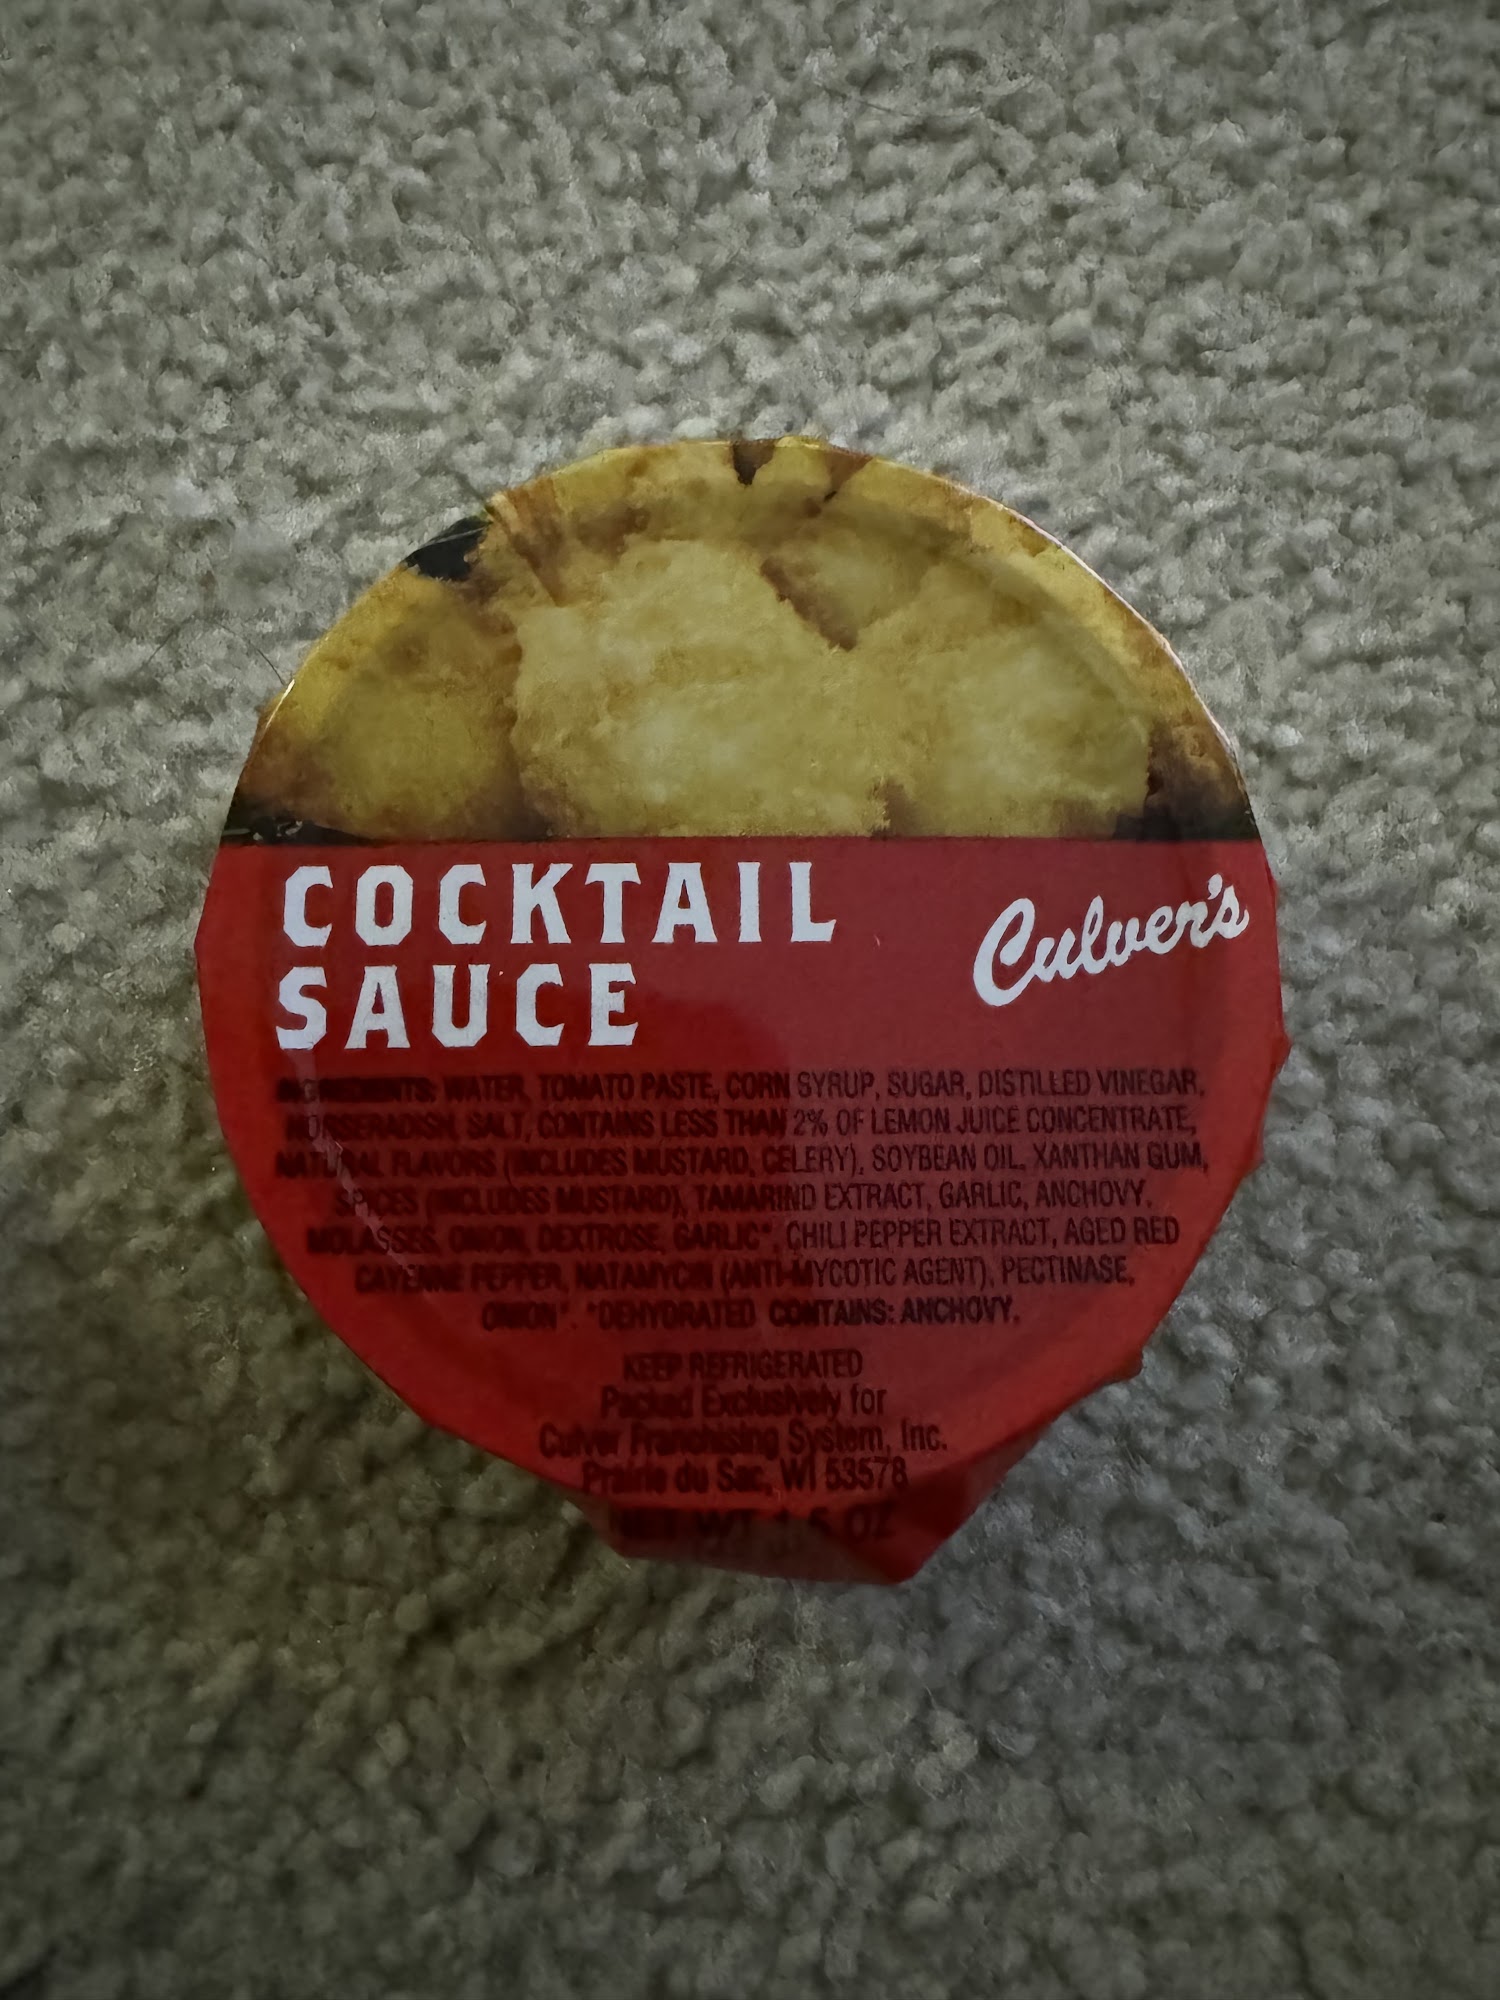 COCKTAIL
SAUCE
Culver's
INGREDIENTS: WATER, TOMATO PASTE, CORN SYRUP, SUGAR, DISTILLED VINEGAR,
HORSERADISH, SALT, CONTAINS LESS THAN 2% OF LEMON JUICE CONCENTRATE,
NATURAL FLAVORS (INCLUDES MUSTARD, CELERY), SOYBEAN OIL, XANTHAN GUM,
SPICES (INCLUDES MUSTARD), TAMARIND EXTRACT, GARLIC, ANCHOVY,
MOLASSES, ONION, DEXTROSE, GARLIC*, CHILI PEPPER EXTRACT, AGED RED
CAYENNE PEPPER, NATAMYCIN (ANTI-MYCOTIC AGENT), PECTINASE,
ONION*. *DEHYDRATED CONTAINS: ANCHOVY.
KEEP REFRIGERATED
Packed Exclusively for
Culver Franchising System, Inc.
Prairie du Sac, WI 53578
NET WT OZ